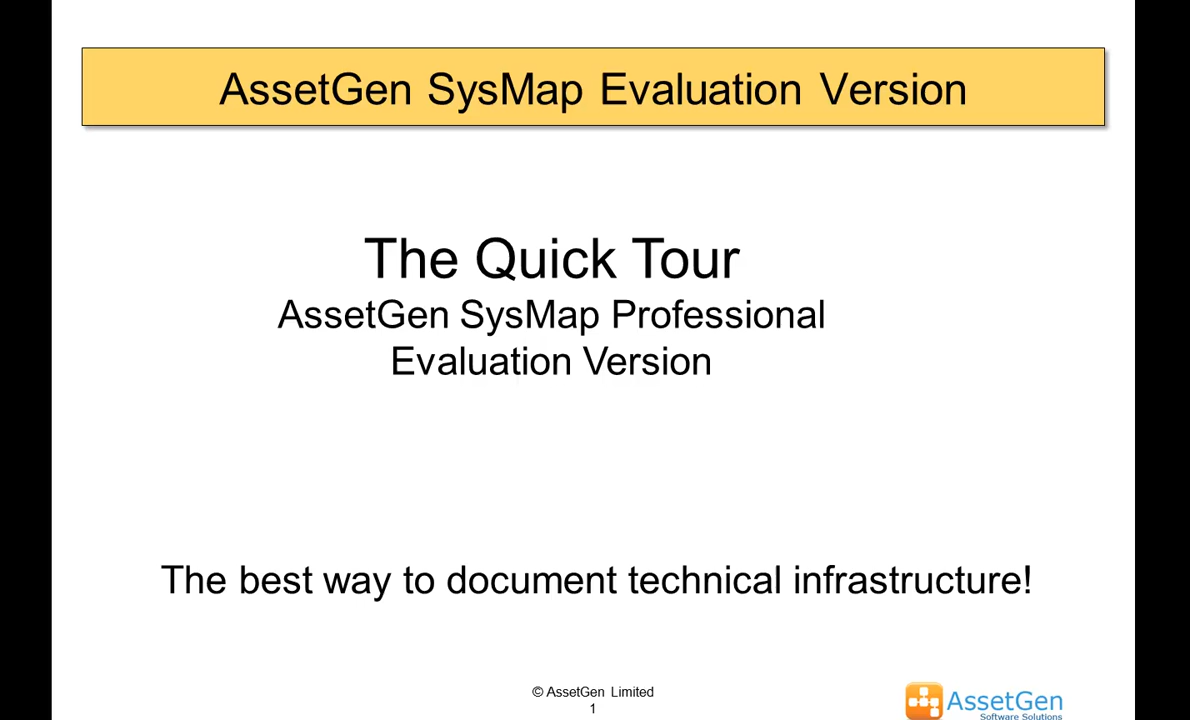 AssetGen SysMap Evaluation Version
The Quick Tour
AssetGen SysMap Professional
Evaluation Version
The best way to document technical infrastructure!
© AssetGen Limited
1
AssetGen
Software Solutions